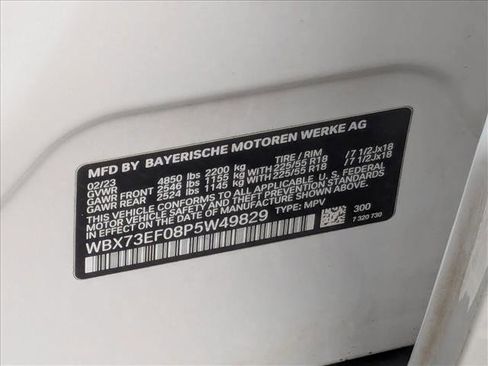 MFD BY BAYERISCHE MOTOREN WERKE AG
02/23 TIRE / RIM
GVWR 4850 lbs 2200 kg
GAWR FRONT 2546 lbs 1155 kg WITH 225/55 R18 / 7 1/2Jx18
GAWR REAR 2524 lbs 1145 kg WITH 225/55 R18 / 7 1/2Jx18
THIS VEHICLE CONFORMS TO ALL APPLICABLE U.S. FEDERAL
MOTOR VEHICLE SAFETY AND THEFT PREVENTION STANDARDS
IN EFFECT ON THE DATE OF MANUFACTURE SHOWN ABOVE.
WBX73EF08P5W49829 TYPE: MPV
300
7 320 730